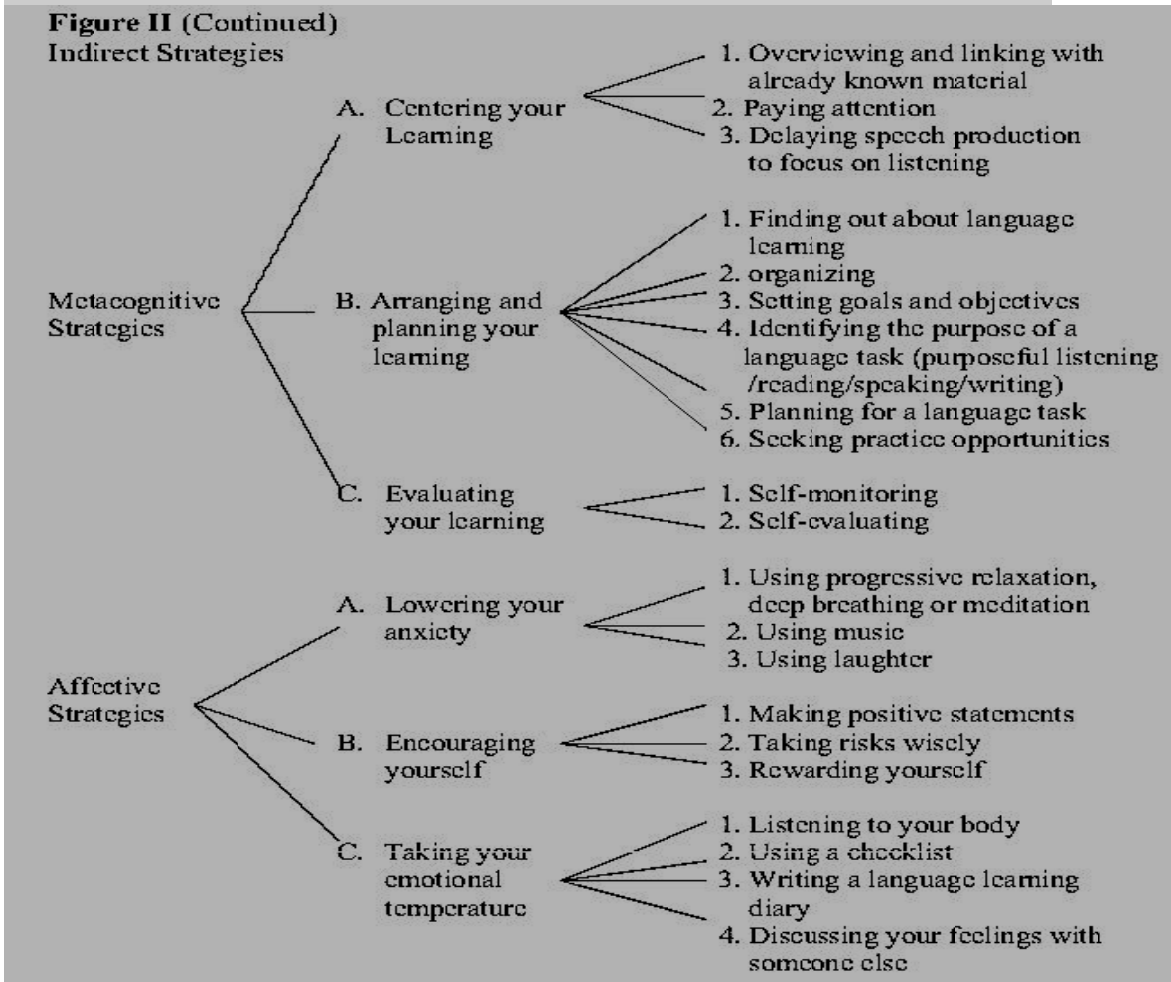 Figure II (Continued)
Indirect Strategies
Metacognitive
Strategies
A. Centering your
Learning
1. Overviewing and linking with
already known material
2. Paying attention
3. Delaying speech production
to focus on listening
B. Arranging and
planning your
learning
1. Finding out about language
learning
2. organizing
3. Setting goals and objectives
4. Identifying the purpose of a
language task (purposeful listening
/reading/speaking/writing)
5. Planning for a language task
6. Seeking practice opportunities
C. Evaluating
your learning
1. Self-monitoring
2. Self-evaluating
Affective
Strategies
A. Lowering your
anxiety
1. Using progressive relaxation,
deep breathing or meditation
2. Using music
3. Using laughter
B. Encouraging
yourself
1. Making positive statements
2. Taking risks wisely
3. Rewarding yourself
C. Taking your
emotional
temperature
1. Listening to your body
2. Using a checklist
3. Writing a language learning
diary
4. Discussing your feelings with
someone else